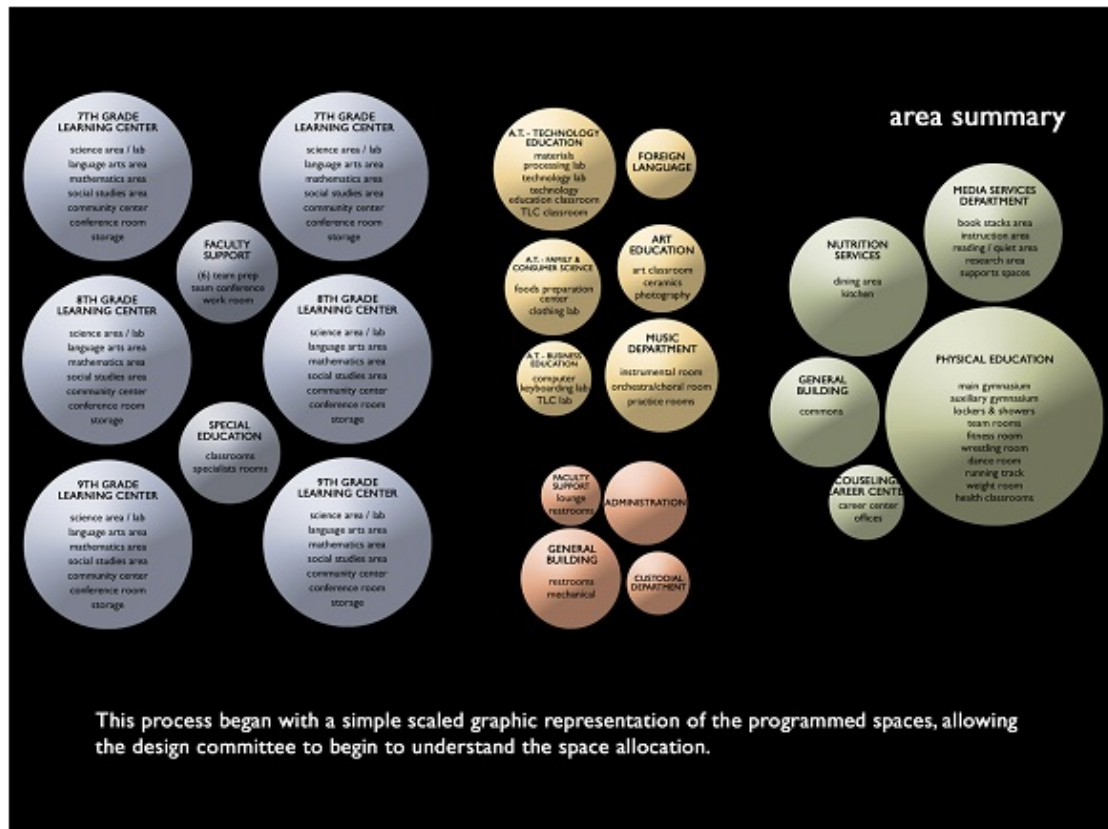 area summary
7TH GRADE
LEARNING CENTER
science area / lab
language arts area
mathematics area
social studies area
community center
conference room
storage
7TH GRADE
LEARNING CENTER
science area / lab
language arts area
mathematics area
social studies area
community center
conference room
storage
FACULTY
SUPPORT
(6) team prep
team conference
work room
8TH GRADE
LEARNING CENTER
science area / lab
language arts area
mathematics area
social studies area
community center
conference room
storage
8TH GRADE
LEARNING CENTER
science area / lab
language arts area
mathematics area
social studies area
community center
conference room
storage
SPECIAL
EDUCATION
classrooms
specialists rooms
9TH GRADE
LEARNING CENTER
science area / lab
language arts area
mathematics area
social studies area
community center
conference room
storage
9TH GRADE
LEARNING CENTER
science area / lab
language arts area
mathematics area
social studies area
community center
conference room
storage
A.T. - TECHNOLOGY
EDUCATION
materials
processing lab
technology lab
technology
education classroom
TLC classroom
FOREIGN
LANGUAGE
A.T. - FAMILY &
CONSUMER SCIENCE
foods preparation
center
clothing lab
ART
EDUCATION
art classroom
ceramics
photography
A.T. - BUSINESS
EDUCATION
computer
keyboarding lab
TLC lab
MUSIC
DEPARTMENT
instrumental room
orchestra/choral room
practice rooms
FACULTY
SUPPORT
lounge
restrooms
ADMINISTRATION
GENERAL
BUILDING
restrooms
mechanical
CUSTODIAL
DEPARTMENT
MEDIA SERVICES
DEPARTMENT
book stacks area
instruction area
reading / quiet area
research area
supports spaces
NUTRITION
SERVICES
dining area
kitchen
GENERAL
BUILDING
commons
PHYSICAL EDUCATION
main gymnasium
auxillary gymnasium
lockers & showers
team rooms
fitness room
wrestling room
dance room
running track
weight room
health classrooms
COUSELING
CAREER CENTE
career center
offices
This process began with a simple scaled graphic representation of the programmed spaces, allowing
the design committee to begin to understand the space allocation.